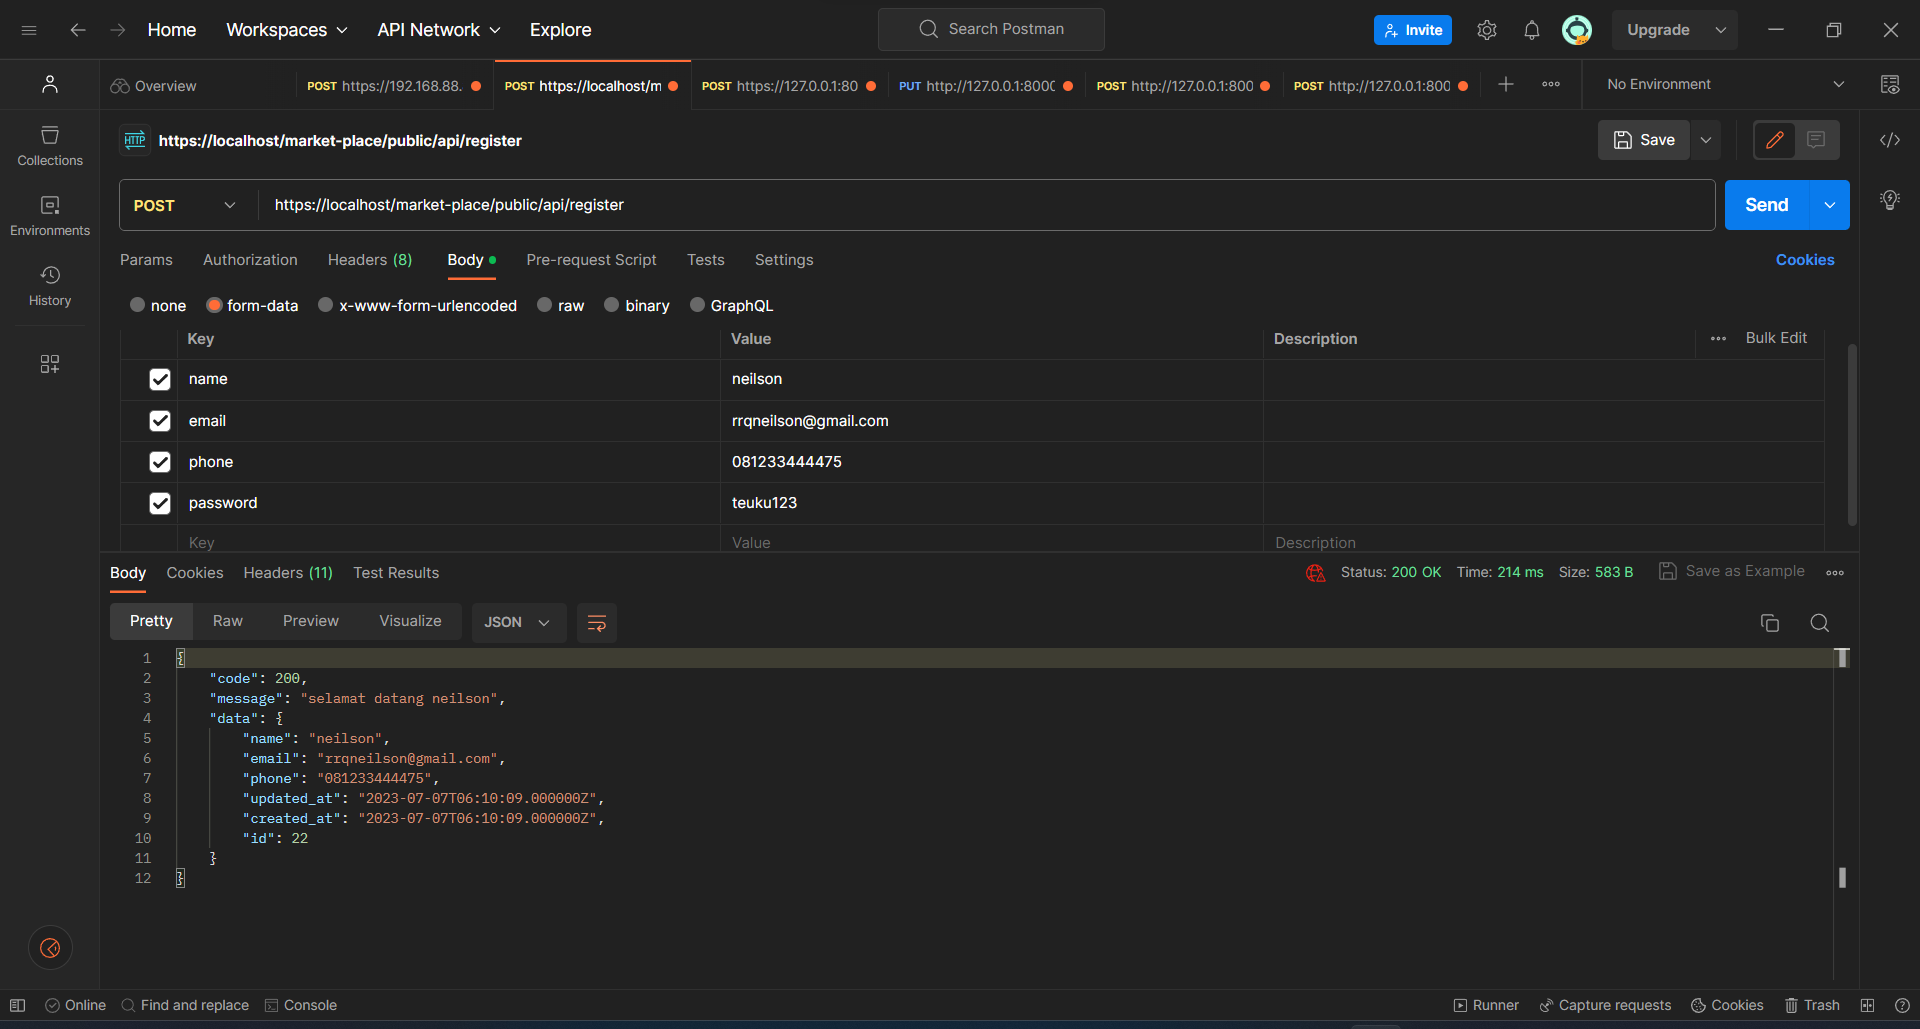 Home Workspaces API Network Explore Search Postman Invite Upgrade
Overview POST https://192.168.88. POST https://localhost/m POST https://127.0.0.1:80 PUT http://127.0.0.1:8000 POST http://127.0.0.1:800 POST http://127.0.0.1:800 No Environment
HTTP https://localhost/market-place/public/api/register Save
Collections
Environments
History
POST https://localhost/market-place/public/api/register Send
Params Authorization Headers (8) Body Pre-request Script Tests Settings Cookies
none form-data x-www-form-urlencoded raw binary GraphQL
Key Value Description Bulk Edit
name neilson
email rrqneilson@gmail.com
phone 081233444475
password teuku123
Key Value Description
Body Cookies Headers (11) Test Results Status: 200 OK Time: 214 ms Size: 583 B Save as Example
Pretty Raw Preview Visualize JSON
1 {
2 "code": 200,
3 "message": "selamat datang neilson",
4 "data": {
5 "name": "neilson",
6 "email": "rrqneilson@gmail.com",
7 "phone": "081233444475",
8 "updated_at": "2023-07-07T06:10:09.000000Z",
9 "created_at": "2023-07-07T06:10:09.000000Z",
10 "id": 22
11 }
12 }
Online Find and replace Console Runner Capture requests Cookies Trash